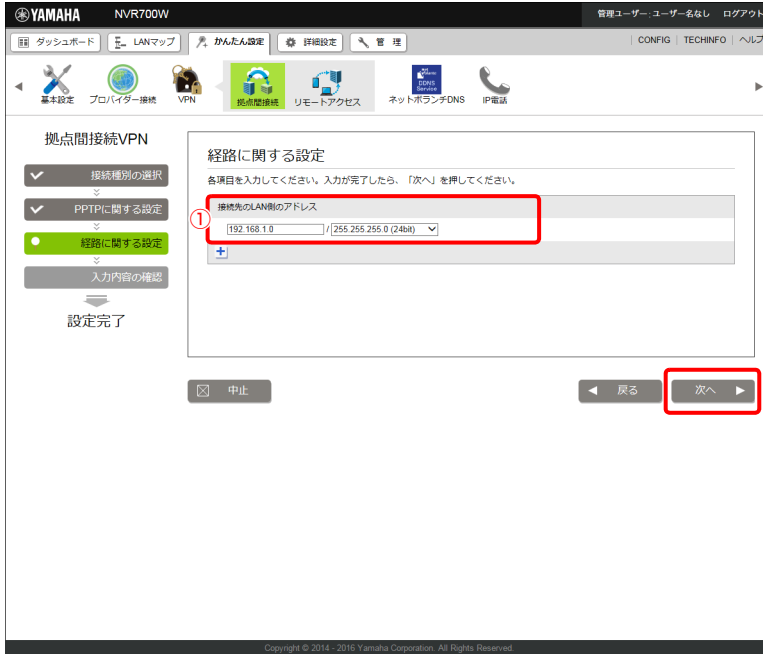 YAMAHA NVR700W 管理ユーザー:ユーザー名なし ログアウト
ダッシュボード LANマップ かんたん設定 詳細設定 管 理 CONFIG | TECHINFO | ヘルプ
基本設定 プロバイダー接続 VPN 拠点間接続 リモートアクセス ネットボランチDNS IP電話
拠点間接続VPN
接続種別の選択
PPTPに関する設定
経路に関する設定
入力内容の確認
設定完了
経路に関する設定
各項目を入力してください。入力が完了したら、「次へ」を押してください。
①
接続先のLAN側のアドレス
192.168.1.0 / 255.255.255.0 (24bit)
+
中止 戻る 次へ
Copyright © 2014 - 2016 Yamaha Corporation. All Rights Reserved.